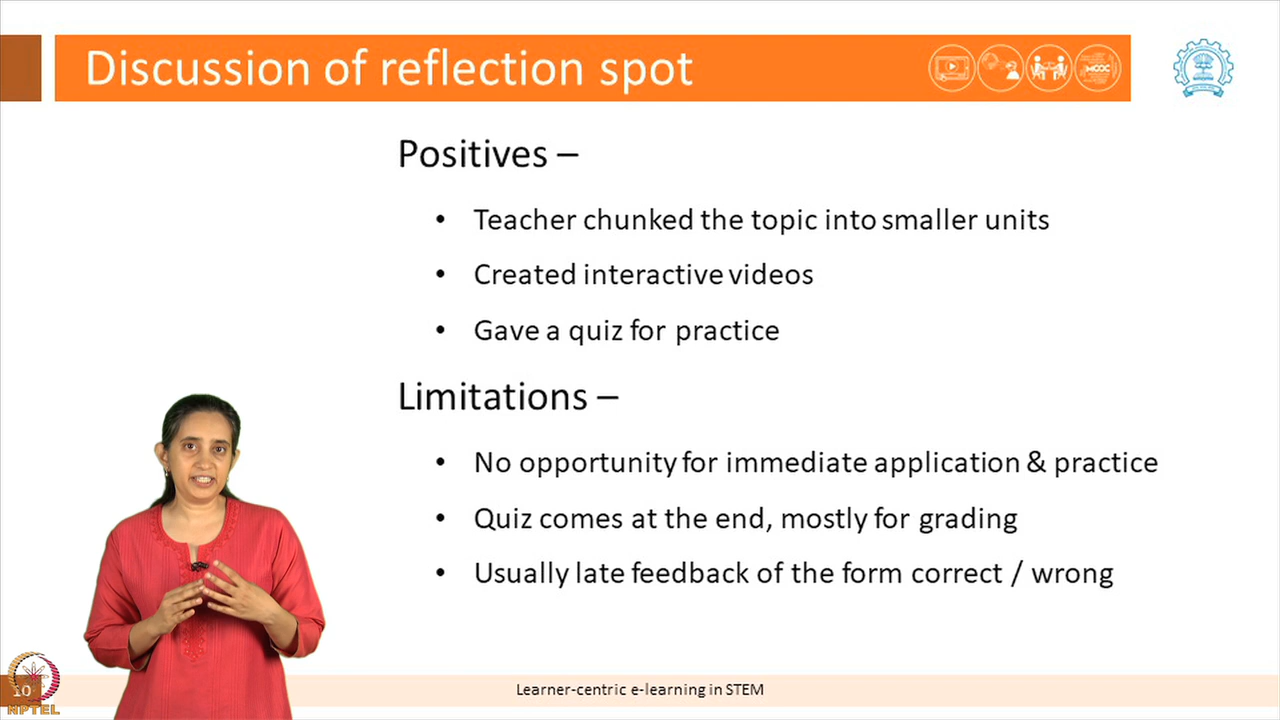 Discussion of reflection spot
MOOC
Positives –
• Teacher chunked the topic into smaller units
• Created interactive videos
• Gave a quiz for practice
Limitations –
• No opportunity for immediate application & practice
• Quiz comes at the end, mostly for grading
• Usually late feedback of the form correct / wrong
10
NPTEL
Learner-centric e-learning in STEM